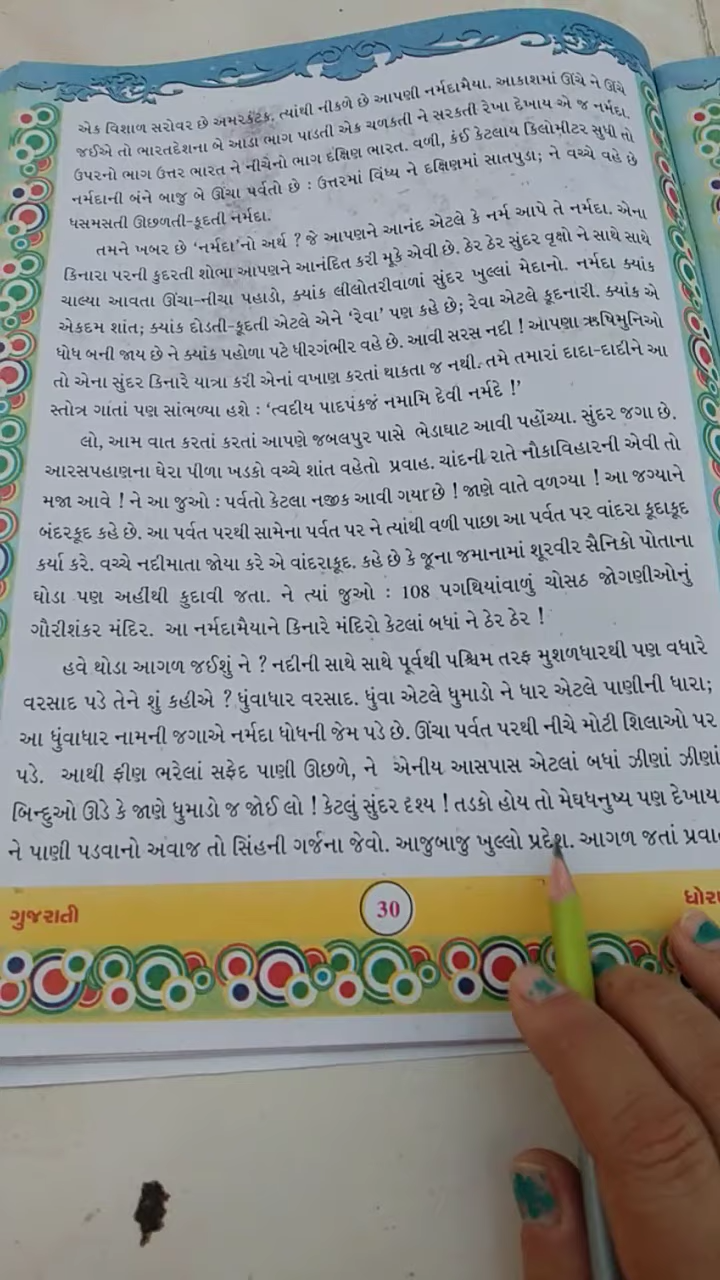 એક વિશાળ સરોવર છે અમરકંટક. ત્યાંથી નીકળે છે આપણી નર્મદામૈયા. આકાશમાં ઊંચે ને ઊંચે
જઈએ તો ભારતદેશના બે આડા ભાગ પાડતી એક ચળકતી ને સરકતી રેખા દેખાય એ જ નર્મદા.
ઉપરનો ભાગ ઉત્તર ભારત ને નીચેનો ભાગ દક્ષિણ ભારત. વળી, કંઈ કેટલાય કિલોમીટર સુધી તો
નર્મદાની બંને બાજુ બે ઊંચા પર્વતો છે : ઉત્તરમાં વિંધ્ય ને દક્ષિણમાં સાતપુડા; ને વચ્ચે વહે છે
ધસમસતી ઊછળતી-કૂદતી નર્મદા.
તમને ખબર છે ‘નર્મદા’નો અર્થ ? જે આપણને આનંદ એટલે કે નર્મ આપે તે નર્મદા. એના
કિનારા પરની કુદરતી શોભા આપણને આનંદિત કરી મૂકે એવી છે. ઠેર ઠેર સુંદર વૃક્ષો ને સાથે સાથે
ચાલ્યા આવતા ઊંચા-નીચા પહાડો, ક્યાંક લીલોતરીવાળાં સુંદર ખુલ્લાં મેદાનો. નર્મદા ક્યાંક
એકદમ શાંત; ક્યાંક દોડતી-કૂદતી એટલે એને ‘રેવા’ પણ કહે છે; રેવા એટલે કૂદનારી. ક્યાંક એ
ધોધ બની જાય છે ને ક્યાંક પહોળા પટે ધીરગંભીર વહે છે. આવી સરસ નદી ! આપણા ઋષિમુનિઓ
તો એના સુંદર કિનારે યાત્રા કરી એનાં વખાણ કરતાં થાકતા જ નથી. તમે તમારાં દાદા-દાદીને આ
સ્તોત્ર ગાતાં પણ સાંભળ્યા હશે : ‘ત્વદીય પાદપંકજં નમામિ દેવી નર્મદે !’
લો, આમ વાત કરતાં કરતાં આપણે જબલપુર પાસે ભેડાઘાટ આવી પહોંચ્યા. સુંદર જગા છે.
આરસપહાણના ઘેરા પીળા ખડકો વચ્ચે શાંત વહેતો પ્રવાહ. ચાંદની રાતે નૌકાવિહારની એવી તો
મજા આવે ! ને આ જુઓ : પર્વતો કેટલા નજીક આવી ગયા છે ! જાણે વાતે વળગ્યા ! આ જગ્યાને
બંદરકૂદ કહે છે. આ પર્વત પરથી સામેના પર્વત પર ને ત્યાંથી વળી પાછા આ પર્વત પર વાંદરા કૂદાકૂદ
કર્યા કરે. વચ્ચે નદીમાતા જોયા કરે એ વાંદરાકૂદ. કહે છે કે જૂના જમાનામાં શૂરવીર સૈનિકો પોતાના
ઘોડા પણ અહીંથી કુદાવી જતા. ને ત્યાં જુઓ : 108 પગથિયાંવાળું ચોસઠ જોગણીઓનું
ગૌરીશંકર મંદિર. આ નર્મદામૈયાને કિનારે મંદિરો કેટલાં બધાં ને ઠેર ઠેર !
હવે થોડા આગળ જઈશું ને ? નદીની સાથે સાથે પૂર્વથી પશ્ચિમ તરફ મુશળધારથી પણ વધારે
વરસાદ પડે તેને શું કહીએ ? ધુંવાધાર વરસાદ. ધુંવા એટલે ધુમાડો ને ધાર એટલે પાણીની ધારા;
આ ધુંવાધાર નામની જગાએ નર્મદા ધોધની જેમ પડે છે. ઊંચા પર્વત પરથી નીચે મોટી શિલાઓ પર
પડે. આથી ફીણ ભરેલાં સફેદ પાણી ઊછળે, ને એનીય આસપાસ એટલાં બધાં ઝીણાં ઝીણાં
બિન્દુઓ ઊડે કે જાણે ધુમાડો જ જોઈ લો ! કેટલું સુંદર દૃશ્ય ! તડકો હોય તો મેઘધનુષ્ય પણ દેખાય
ને પાણી પડવાનો અવાજ તો સિંહની ગર્જના જેવો. આજુબાજુ ખુલ્લો પ્રદેશ. આગળ જતાં
ગુજરાતી
30